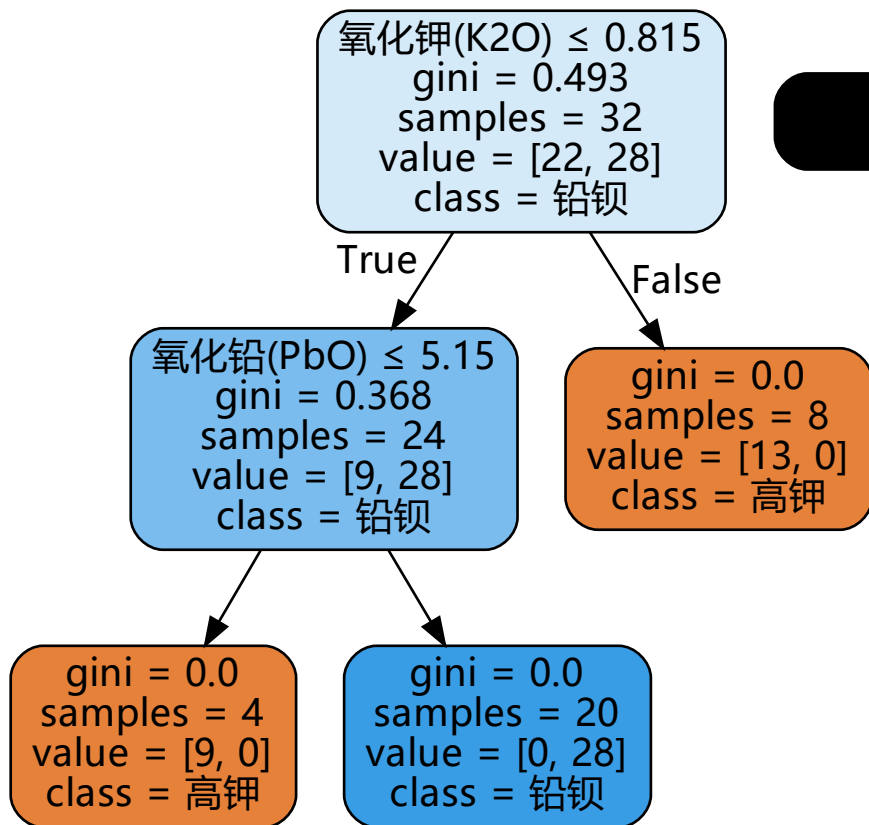 氧化钾(K2O) ≤ 0.815
gini = 0.493
samples = 32
value = [22, 28]
class = 铅钡
True
False
氧化铅(PbO) ≤ 5.15
gini = 0.368
samples = 24
value = [9, 28]
class = 铅钡
gini = 0.0
samples = 8
value = [13, 0]
class = 高钾
gini = 0.0
samples = 4
value = [9, 0]
class = 高钾
gini = 0.0
samples = 20
value = [0, 28]
class = 铅钡